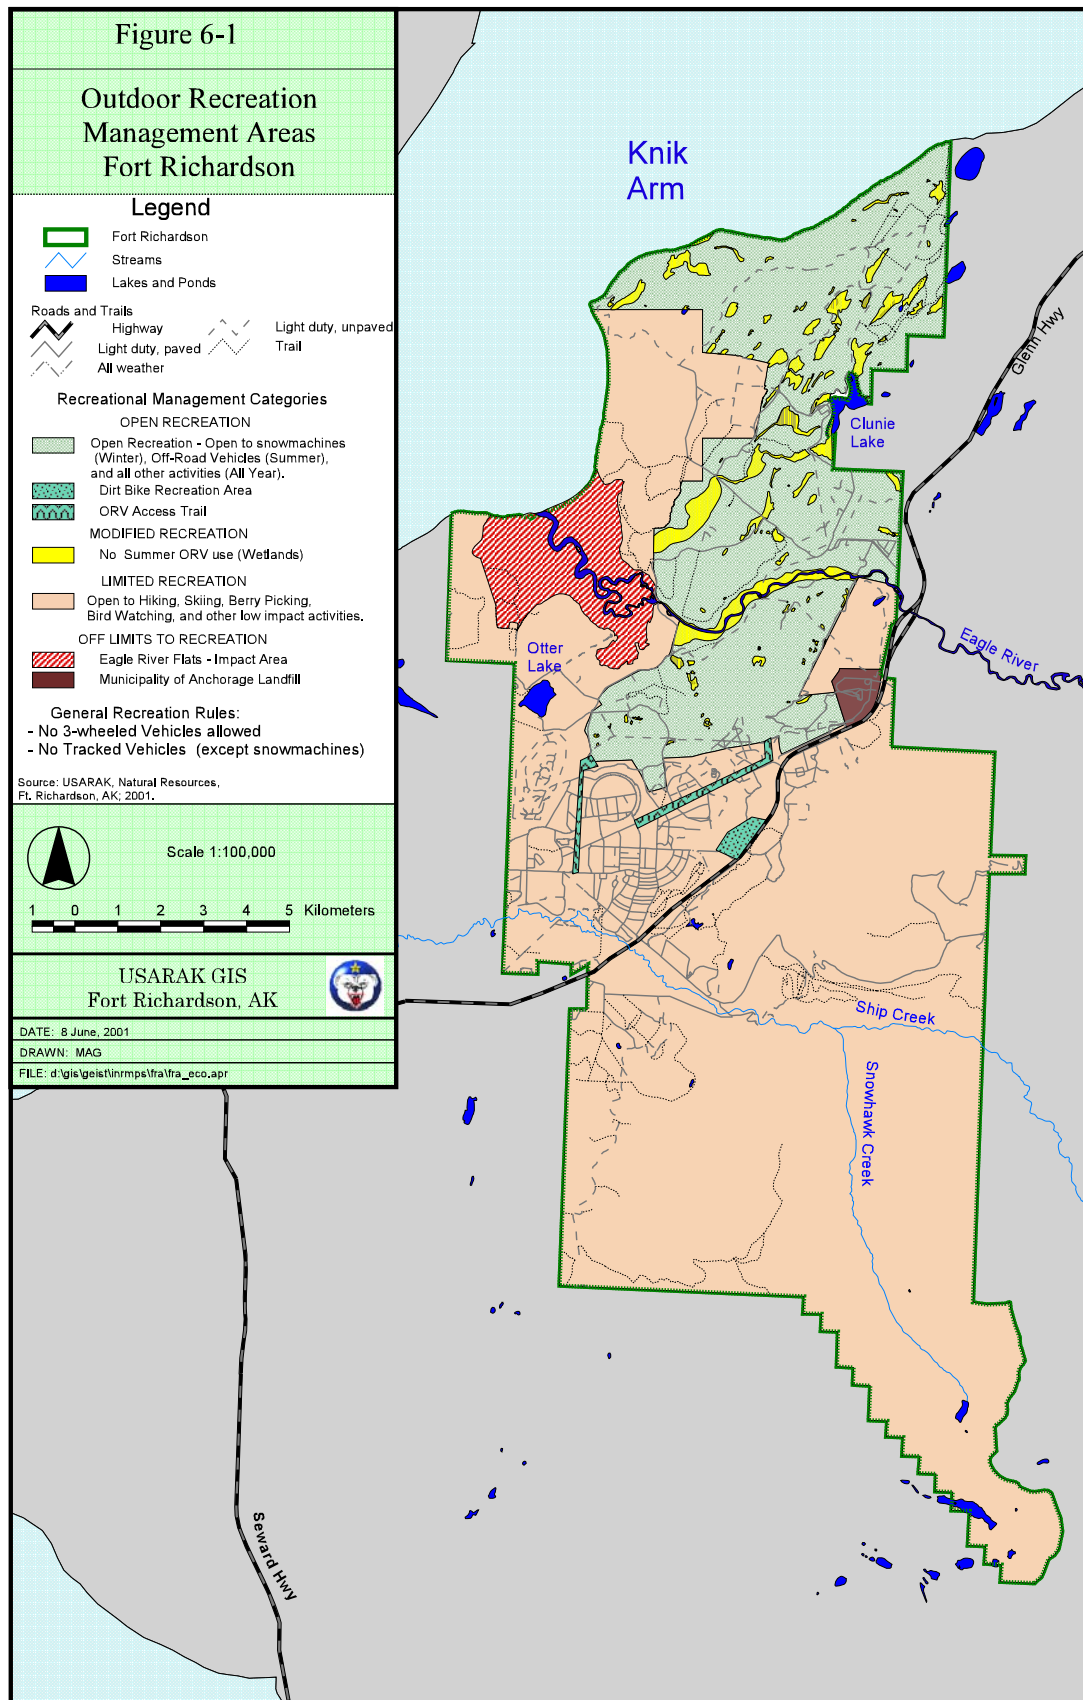 Figure 6-1
Outdoor Recreation
Management Areas
Fort Richardson
Legend
Fort Richardson
Streams
Lakes and Ponds
Roads and Trails
Highway
Light duty, paved
All weather
Light duty, unpaved
Trail
Recreational Management Categories
OPEN RECREATION
Open Recreation - Open to snowmachines
(Winter), Off-Road Vehicles (Summer),
and all other activities (All Year).
Dirt Bike Recreation Area
ORV Access Trail
MODIFIED RECREATION
No Summer ORV use (Wetlands)
LIMITED RECREATION
Open to Hiking, Skiing, Berry Picking,
Bird Watching, and other low impact activities.
OFF LIMITS TO RECREATION
Eagle River Flats - Impact Area
Municipality of Anchorage Landfill
General Recreation Rules:
- No 3-wheeled Vehicles allowed
- No Tracked Vehicles (except snowmachines)
Source: USARAK, Natural Resources,
Ft. Richardson, AK; 2001.
Scale 1:100,000
1 0 1 2 3 4 5 Kilometers
USARAK GIS
Fort Richardson, AK
DATE: 8 June, 2001
DRAWN: MAG
FILE: d:\gis\geist\inrmps\fra\fra_eco.apr
Knik
Arm
Glenn Hwy
Clunie
Lake
Eagle River
Otter
Lake
Ship Creek
Snowhawk Creek
Seward Hwy